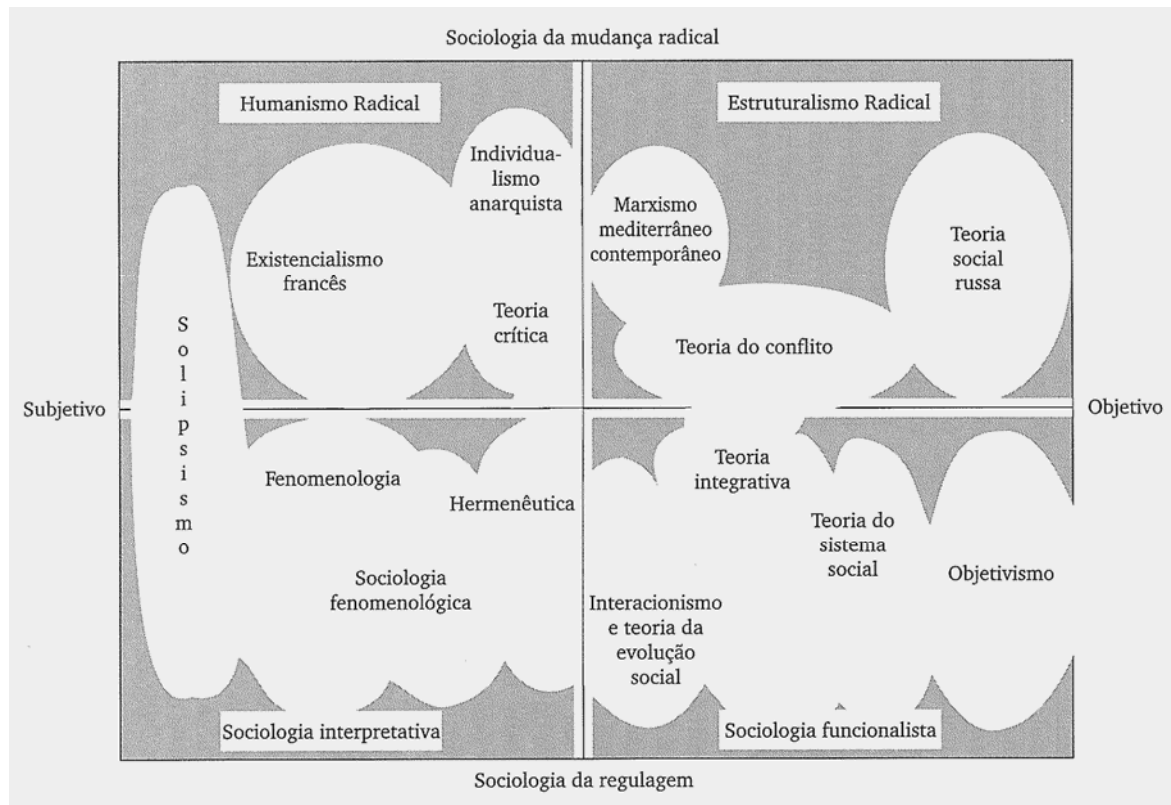 Sociologia da mudança radical
Humanismo Radical
Estruturalismo Radical
Individua-
lismo
anarquista
Existencialismo
francês
Teoria
crítica
Marxismo
mediterrâneo
contemporâneo
Teoria
social
russa
Teoria do conflito
Subjetivo
Objetivo
S
o
l
i
p
s
i
s
m
o
Fenomenologia
Hermenêutica
Sociologia
fenomenológica
Teoria
integrativa
Teoria do
sistema
social
Objetivismo
Interacionismo
e teoria da
evolução
social
Sociologia interpretativa
Sociologia funcionalista
Sociologia da regulagem